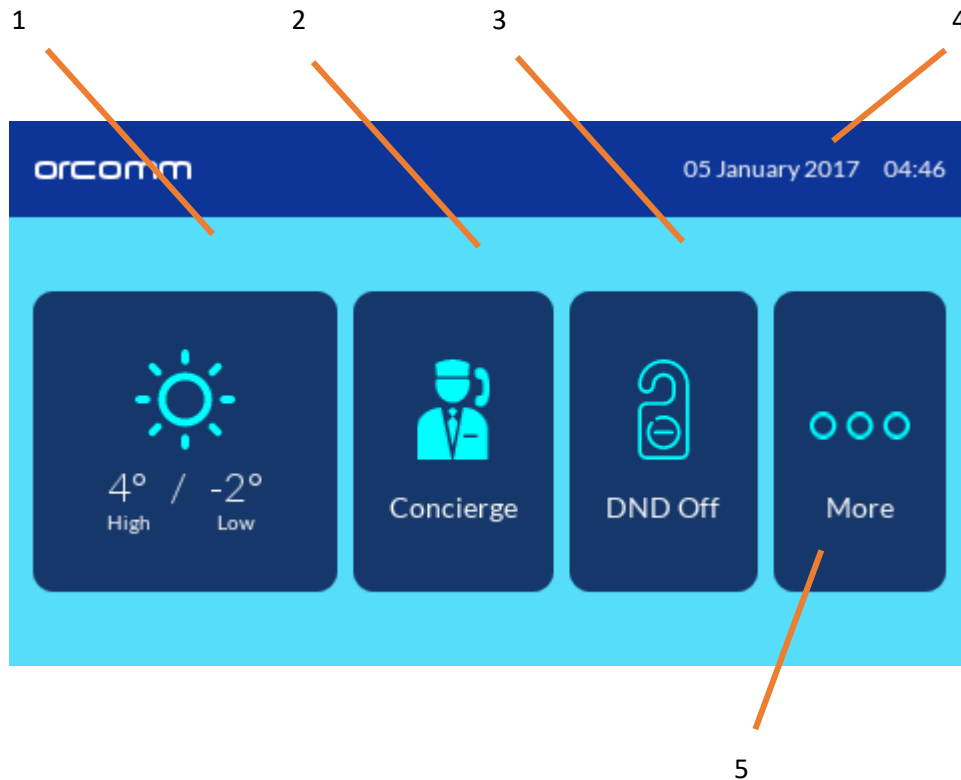 1 2 3 4
orcomm 05 January 2017 04:46
4° / -2°
High Low
Concierge
DND Off
More
5